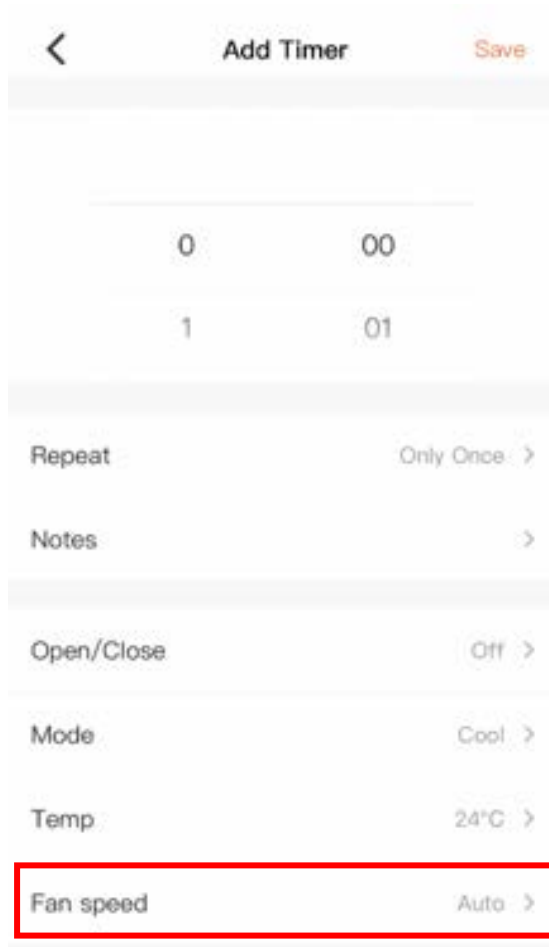 Add Timer Save
0 00
1 01
Repeat Only Once
Notes
Open/Close Off
Mode Cool
Temp 24°C
Fan speed Auto